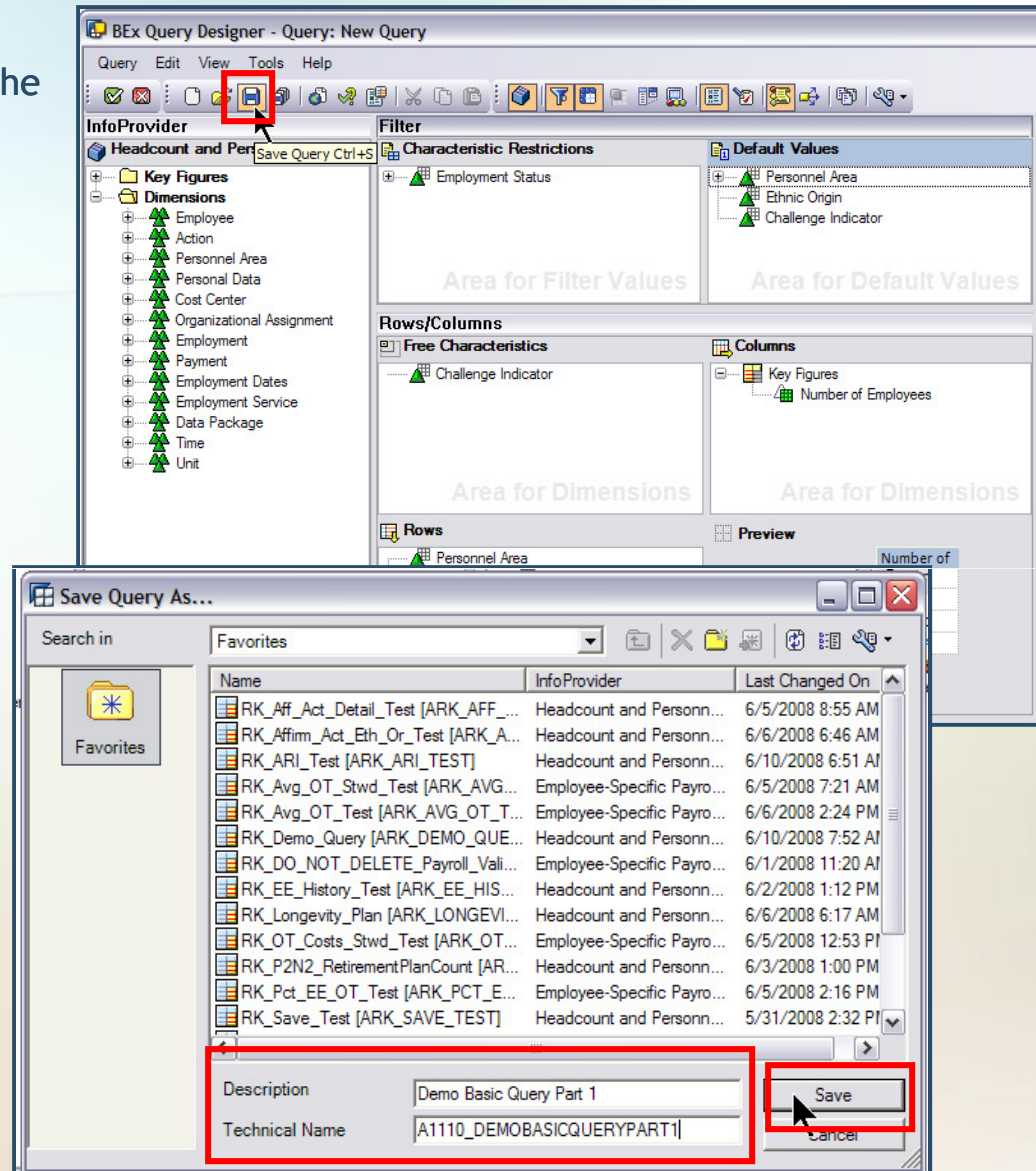 he
BEx Query Designer - Query: New Query
Query Edit View Tools Help
InfoProvider
Filter
Headcount and Per
Save Query Ctrl+S
Characteristic Restrictions
Default Values
Key Figures
Dimensions
Employee
Action
Personnel Area
Personal Data
Cost Center
Organizational Assignment
Employment
Payment
Employment Dates
Employment Service
Data Package
Time
Unit
Employment Status
Area for Filter Values
Personnel Area
Ethnic Origin
Challenge Indicator
Area for Default Values
Rows/Columns
Free Characteristics
Columns
Challenge Indicator
Key Figures
Number of Employees
Area for Dimensions
Area for Dimensions
Rows
Preview
Personnel Area
Number of
Save Query As...
Search in
Favorites
Favorites
Name InfoProvider Last Changed On
RK_Aff_Act_Detail_Test [ARK_AFF_... Headcount and Personn... 6/5/2008 8:55 AM
RK_Affirm_Act_Eth_Or_Test [ARK_A... Headcount and Personn... 6/6/2008 6:46 AM
RK_ARI_Test [ARK_ARI_TEST] Headcount and Personn... 6/10/2008 6:51 A
RK_Avg_OT_Stwd_Test [ARK_AVG... Employee-Specific Payro... 6/5/2008 7:21 AM
RK_Avg_OT_Test [ARK_AVG_OT_T... Employee-Specific Payro... 6/6/2008 2:24 PM
RK_Demo_Query [ARK_DEMO_QUE... Headcount and Personn... 6/10/2008 7:52 A
RK_DO_NOT_DELETE_Payroll_Vali... Employee-Specific Payro... 6/1/2008 11:20 A
RK_EE_History_Test [ARK_EE_HIS... Headcount and Personn... 6/2/2008 1:12 PM
RK_Longevity_Plan [ARK_LONGEVI... Headcount and Personn... 6/6/2008 6:17 AM
RK_OT_Costs_Stwd_Test [ARK_OT... Employee-Specific Payro... 6/5/2008 12:53 P
RK_P2N2_RetirementPlanCount [AR... Headcount and Personn... 6/3/2008 1:00 PM
RK_Pct_EE_OT_Test [ARK_PCT_E... Employee-Specific Payro... 6/5/2008 2:16 PM
RK_Save_Test [ARK_SAVE_TEST] Headcount and Personn... 5/31/2008 2:32 P
Description Demo Basic Query Part 1
Save
Technical Name A1110_DEMOBASICQUERYPART1
Cancel